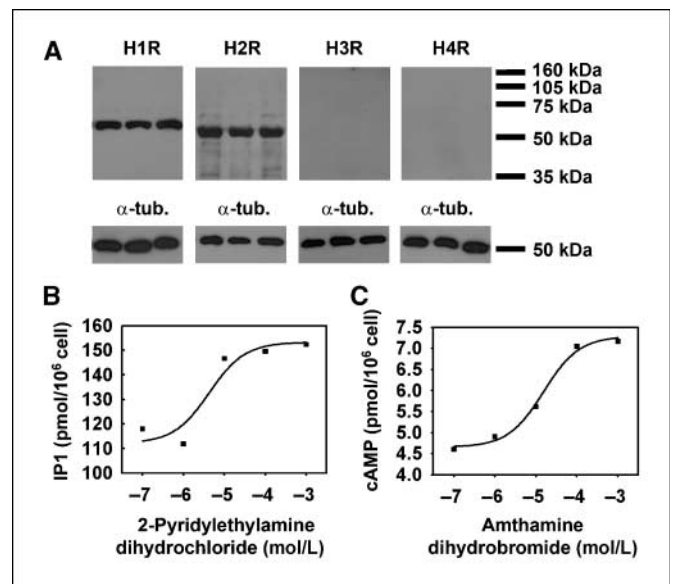 A
H1R H2R H3R H4R
160 kDa
105 kDa
75 kDa
50 kDa
35 kDa
α-tub. α-tub. α-tub. α-tub.
50 kDa
B
IP1 (pmol/10⁶ cell)
160
150
140
130
120
110
100
–7 –6 –5 –4 –3
2-Pyridylethylamine
dihydrochloride (mol/L)
C
cAMP (pmol/10⁶ cell)
7.5
7.0
6.5
6.0
5.5
5.0
4.5
4.0
–7 –6 –5 –4 –3
Amthamine
dihydrobromide (mol/L)